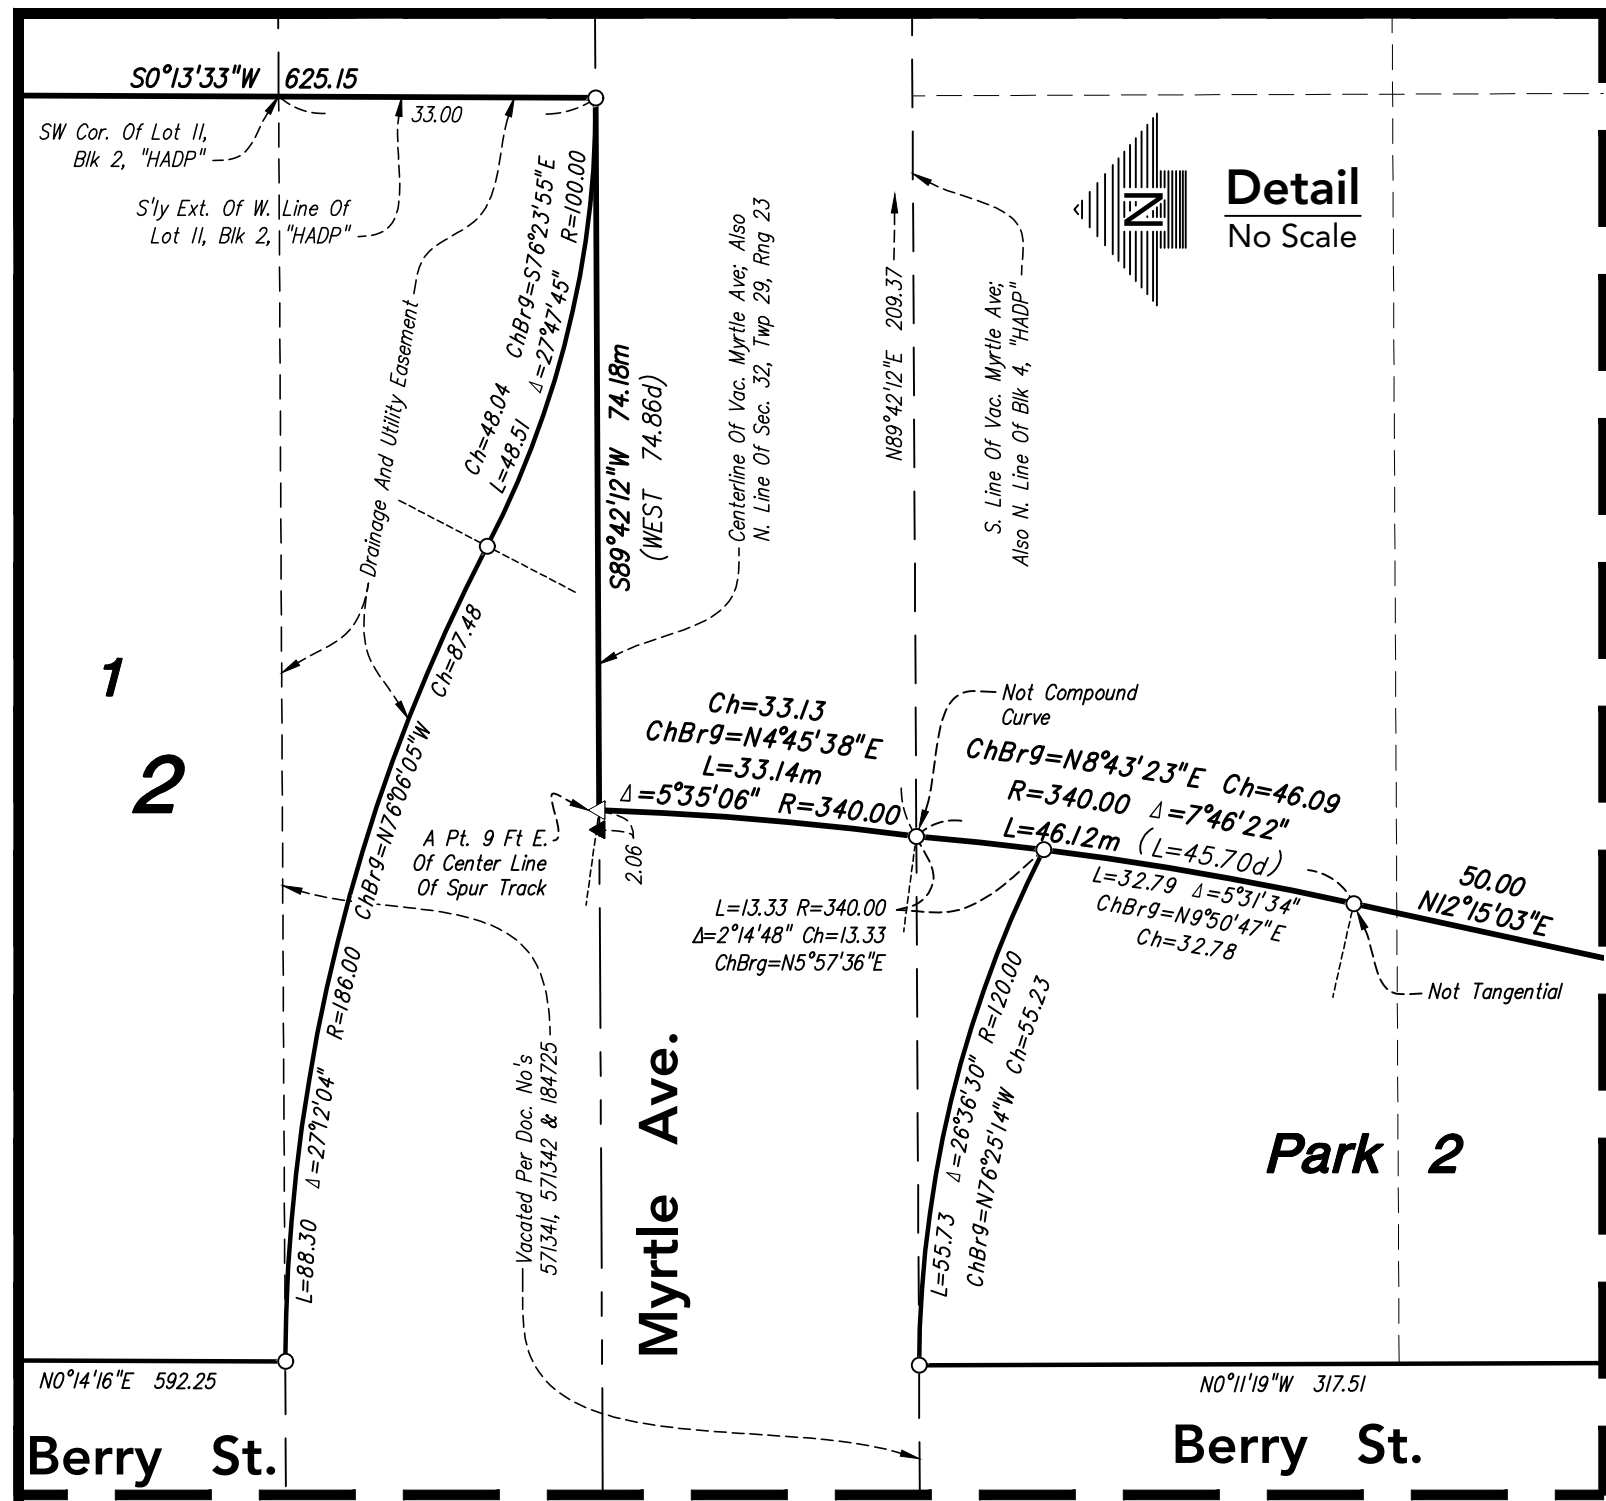 S0°13'33"W 625.15
33.00
SW Cor. Of Lot 11,
Blk 2, "HADP"
S'ly Ext. Of W. Line Of
Lot 11, Blk 2, "HADP"
Detail
No Scale
N
ChBrg=S76°23'55"E
R=100.00
Ch=48.04
Δ=27°47'45"
L=48.51
Drainage And Utility Easement
S89°42'12"W 74.18m
(WEST 74.86d)
Centerline Of Vac. Myrtle Ave; Also
N. Line Of Sec. 32, Twp 29, Rng 23
N89°42'12"E 209.37
S. Line Of Vac. Myrtle Ave;
Also N. Line Of Blk 4, "HADP"
1
2
Ch=87.48
ChBrg=N76°06'05"W
R=186.00
Δ=27°12'04"
L=88.30
Ch=33.13
ChBrg=N4°45'38"E
L=33.14m
Δ=5°35'06" R=340.00
Not Compound
Curve
ChBrg=N8°43'23"E Ch=46.09
R=340.00 Δ=7°46'22"
L=46.12m (L=45.70d)
A Pt. 9 Ft E.
Of Center Line
Of Spur Track
2.06
L=13.33 R=340.00
Δ=2°14'48" Ch=13.33
ChBrg=N5°57'36"E
L=32.79 Δ=5°31'34"
ChBrg=N9°50'47"E
Ch=32.78
50.00
N12°15'03"E
Not Tangential
Vacated Per Doc. No's
571341, 571342 & 184725
Myrtle Ave.
R=120.00
Δ=26°36'30"
L=55.73
ChBrg=N76°25'14"W Ch=55.23
Park 2
N0°14'16"E 592.25
N0°11'19"W 317.51
Berry St.
Berry St.